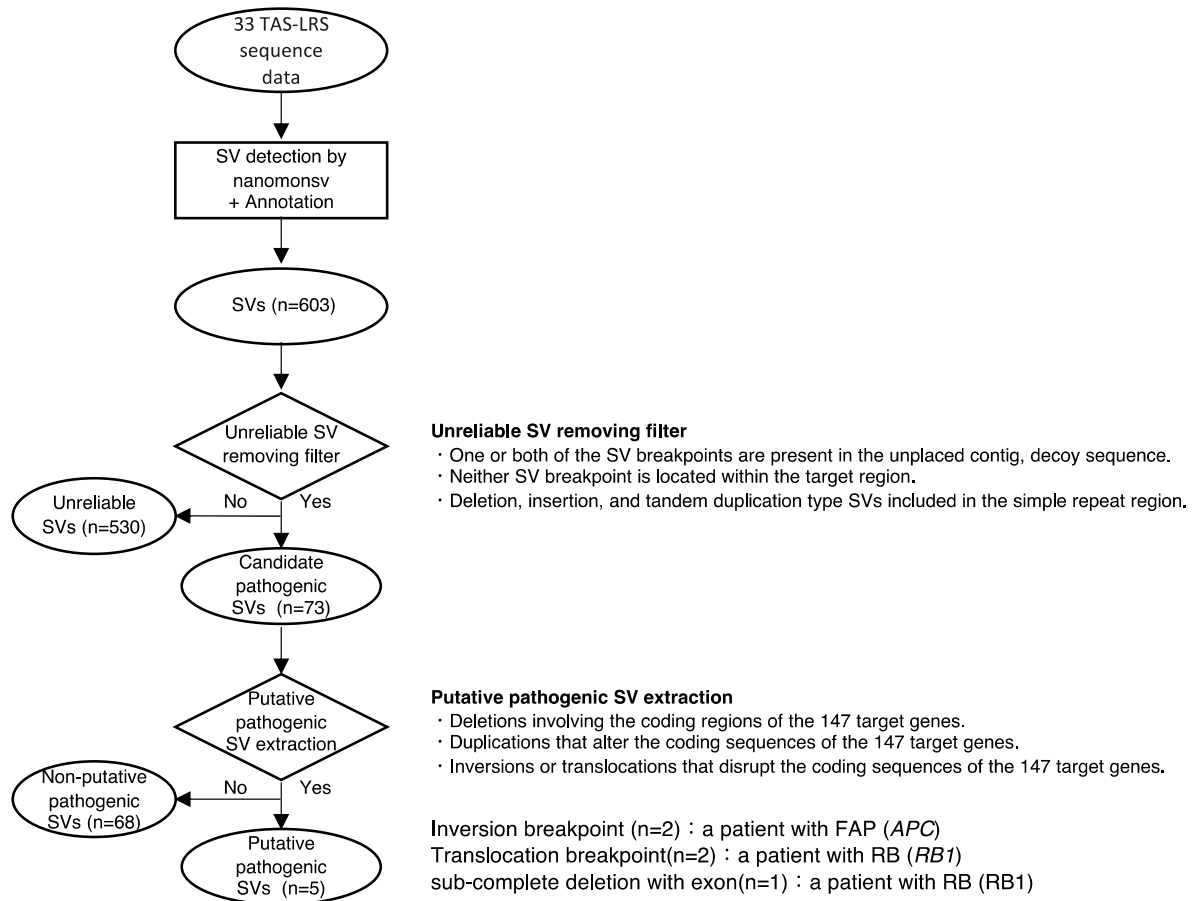 33 TAS-LRS
sequence
data
SV detection by
nanomonsv
+ Annotation
SVs (n=603)
Unreliable SV
removing filter
Unreliable SV removing filter
・One or both of the SV breakpoints are present in the unplaced contig, decoy sequence.
・Neither SV breakpoint is located within the target region.
・Deletion, insertion, and tandem duplication type SVs included in the simple repeat region.
No
Yes
Unreliable
SVs (n=530)
Candidate
pathogenic
SVs (n=73)
Putative
pathogenic
SV extraction
Putative pathogenic SV extraction
・Deletions involving the coding regions of the 147 target genes.
・Duplications that alter the coding sequences of the 147 target genes.
・Inversions or translocations that disrupt the coding sequences of the 147 target genes.
No
Yes
Non-putative
pathogenic
SVs (n=68)
Putative
pathogenic
SVs (n=5)
Inversion breakpoint (n=2)：a patient with FAP (APC)
Translocation breakpoint(n=2)：a patient with RB (RB1)
sub-complete deletion with exon(n=1)：a patient with RB (RB1)